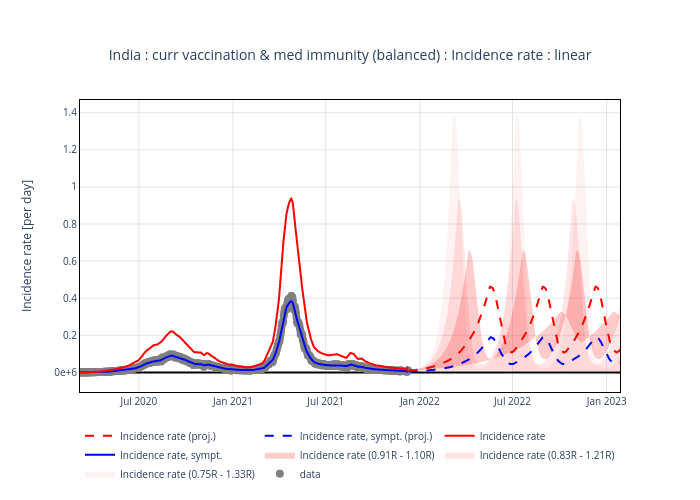 India : curr vaccination & med immunity (balanced) : Incidence rate : linear
Incidence rate [per day]
1.4
1.2
1
0.8
0.6
0.4
0.2
0e+6
Jul 2020
Jan 2021
Jul 2021
Jan 2022
Jul 2022
Jan 2023
Incidence rate (proj.)
Incidence rate, sympt. (proj.)
Incidence rate
Incidence rate, sympt.
Incidence rate (0.91R - 1.10R)
Incidence rate (0.83R - 1.21R)
Incidence rate (0.75R - 1.33R)
data